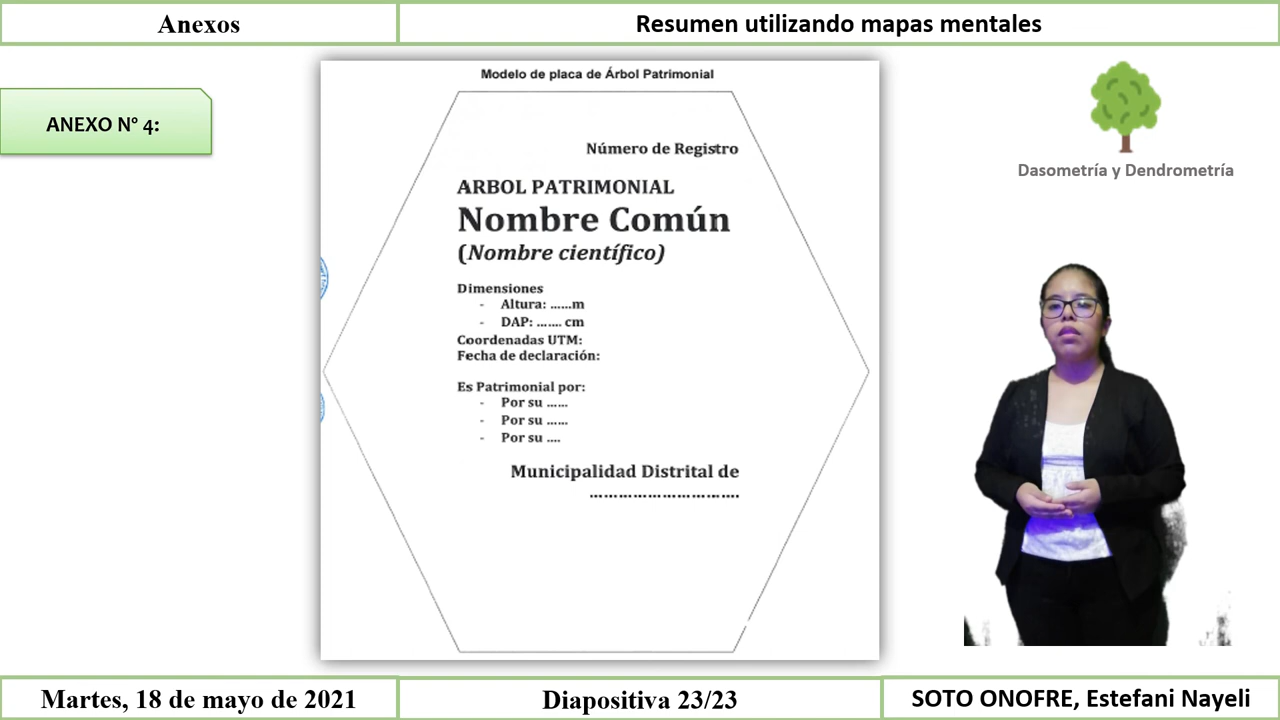 Anexos
Resumen utilizando mapas mentales
ANEXO N° 4:
Modelo de placa de Árbol Patrimonial
Número de Registro
ARBOL PATRIMONIAL
Nombre Común
(Nombre científico)
Dimensiones
- Altura: ......m
- DAP: ....... cm
Coordenadas UTM:
Fecha de declaración:
Es Patrimonial por:
- Por su ......
- Por su ......
- Por su ....
Municipalidad Distrital de
..............................
Dasometría y Dendrometría
Martes, 18 de mayo de 2021
Diapositiva 23/23
SOTO ONOFRE, Estefani Nayeli